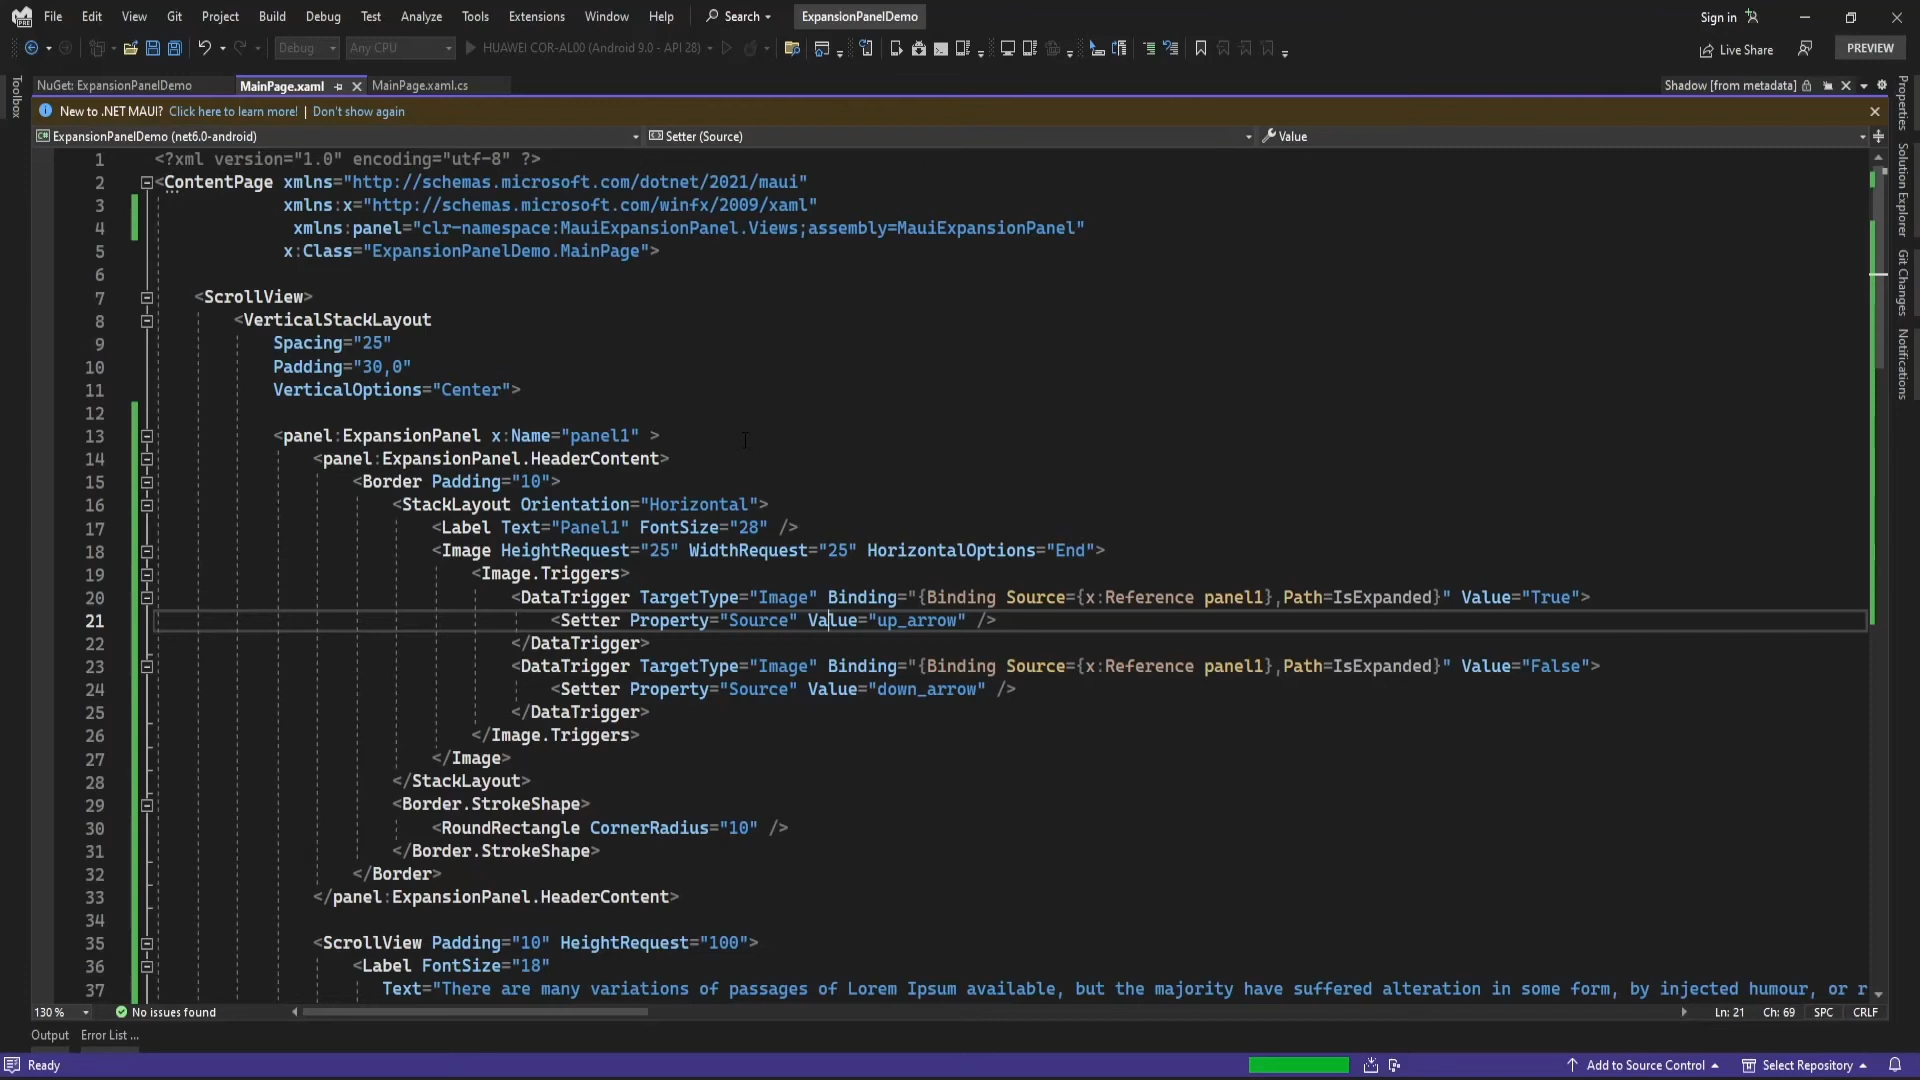 File Edit View Git Project Build Debug Test Analyze Tools Extensions Window Help Search ExpansionPanelDemo Sign in
Debug Any CPU HUAWEI COR-AL00 (Android 9.0 - API 28) Live Share PREVIEW
NuGet: ExpansionPanelDemo MainPage.xaml MainPage.xaml.cs Shadow [from metadata]
New to .NET MAUI? Click here to learn more! | Don't show again
ExpansionPanelDemo (net6.0-android) Setter (Source) Value
Toolbox
Properties
Solution Explorer
Git Changes
Notifications
1 <?xml version="1.0" encoding="utf-8" ?>
2 <ContentPage xmlns="http://schemas.microsoft.com/dotnet/2021/maui"
3 xmlns:x="http://schemas.microsoft.com/winfx/2009/xaml"
4 xmlns:panel="clr-namespace:MauiExpansionPanel.Views;assembly=MauiExpansionPanel"
5 x:Class="ExpansionPanelDemo.MainPage">
6
7 <ScrollView>
8 <VerticalStackLayout
9 Spacing="25"
10 Padding="30,0"
11 VerticalOptions="Center">
12
13 <panel:ExpansionPanel x:Name="panel1" >
14 <panel:ExpansionPanel.HeaderContent>
15 <Border Padding="10">
16 <StackLayout Orientation="Horizontal">
17 <Label Text="Panel1" FontSize="28" />
18 <Image HeightRequest="25" WidthRequest="25" HorizontalOptions="End">
19 <Image.Triggers>
20 <DataTrigger TargetType="Image" Binding="{Binding Source={x:Reference panel1},Path=IsExpanded}" Value="True">
21 <Setter Property="Source" Value="up_arrow" />
22 </DataTrigger>
23 <DataTrigger TargetType="Image" Binding="{Binding Source={x:Reference panel1},Path=IsExpanded}" Value="False">
24 <Setter Property="Source" Value="down_arrow" />
25 </DataTrigger>
26 </Image.Triggers>
27 </Image>
28 </StackLayout>
29 <Border.StrokeShape>
30 <RoundRectangle CornerRadius="10" />
31 </Border.StrokeShape>
32 </Border>
33 </panel:ExpansionPanel.HeaderContent>
34
35 <ScrollView Padding="10" HeightRequest="100">
36 <Label FontSize="18"
37 Text="There are many variations of passages of Lorem Ipsum available, but the majority have suffered alteration in some form, by injected humour, or r
130 % No issues found Ln: 21 Ch: 69 SPC CRLF
Output Error List ...
Ready Add to Source Control Select Repository